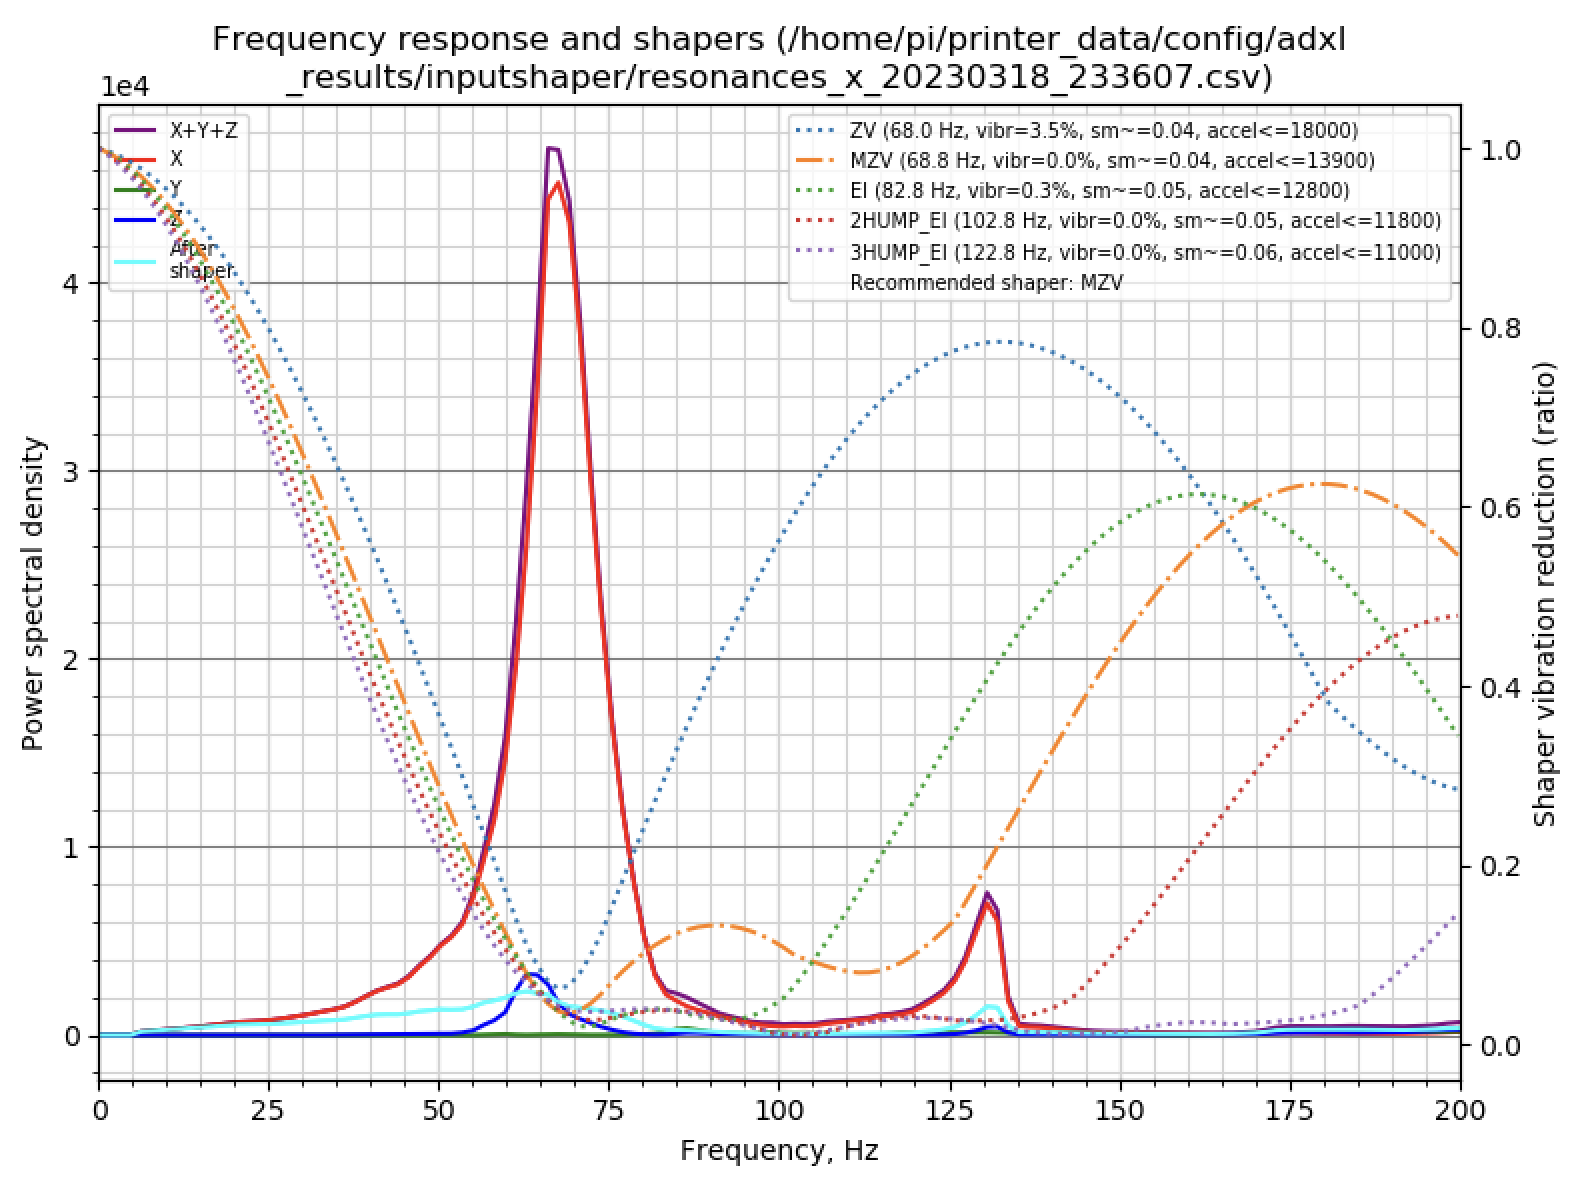 Frequency response and shapers (/home/pi/printer_data/config/adxl
_results/inputshaper/resonances_x_20230318_233607.csv)
1e4
X+Y+Z
X
Y
Z
After
shaper
ZV (68.0 Hz, vibr=3.5%, sm~=0.04, accel<=18000)
MZV (68.8 Hz, vibr=0.0%, sm~=0.04, accel<=13900)
EI (82.8 Hz, vibr=0.3%, sm~=0.05, accel<=12800)
2HUMP_EI (102.8 Hz, vibr=0.0%, sm~=0.05, accel<=11800)
3HUMP_EI (122.8 Hz, vibr=0.0%, sm~=0.06, accel<=11000)
Recommended shaper: MZV
Power spectral density
4
3
2
1
0
1.0
0.8
0.6
0.4
0.2
0.0
Shaper vibration reduction (ratio)
0 25 50 75 100 125 150 175 200
Frequency, Hz